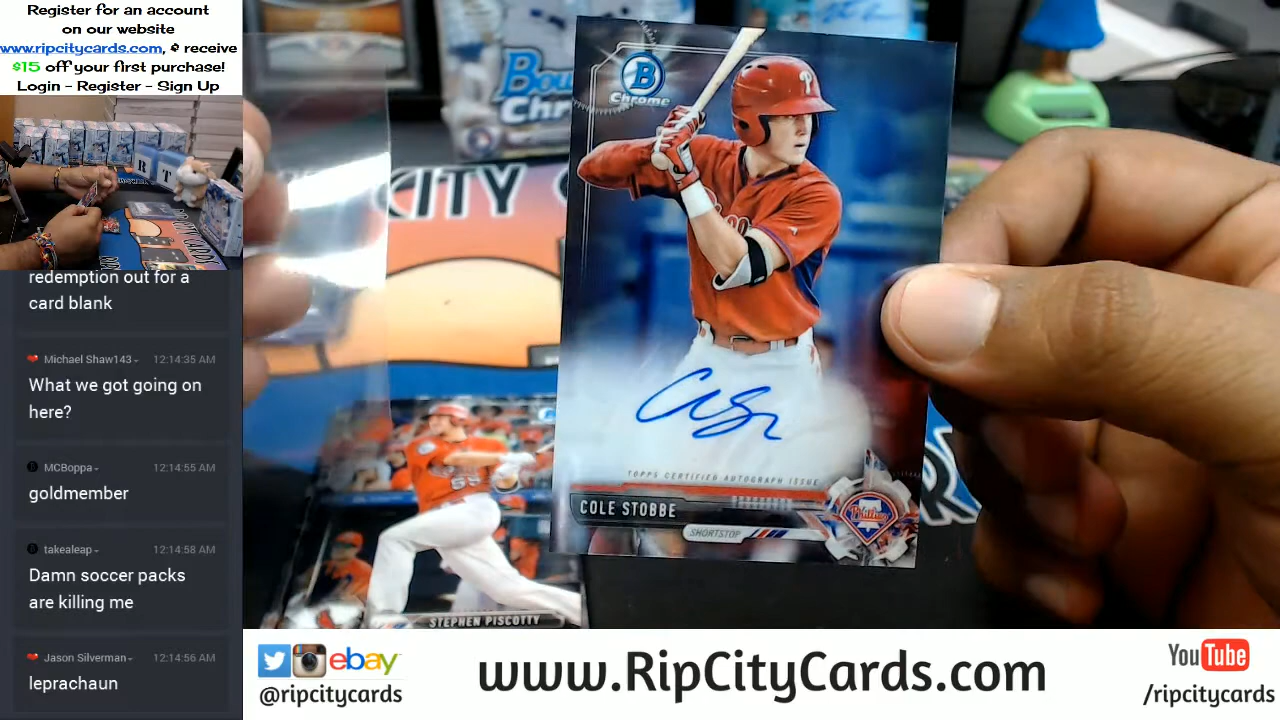 Register for an account
on our website
www.ripcitycards.com, & receive
$15 off your first purchase!
Login - Register - Sign Up
redemption out for a
card blank
Michael Shaw143 12:14:35 AM
What we got going on
here?
MCBoppa 12:14:55 AM
goldmember
takealeap 12:14:58 AM
Damn soccer packs
are killing me
Jason Silverman 12:14:56 AM
leprachaun
Bow
Chr
CITY C
B
Chrome
P
TOPPS CERTIFIED AUTOGRAPH ISSUE
COLE STOBBE
SHORTSTOP
Phillies
STEPHEN PISCOTTY
R T
ebay
@ripcitycards
www.RipCityCards.com
YouTube
/ripcitycards